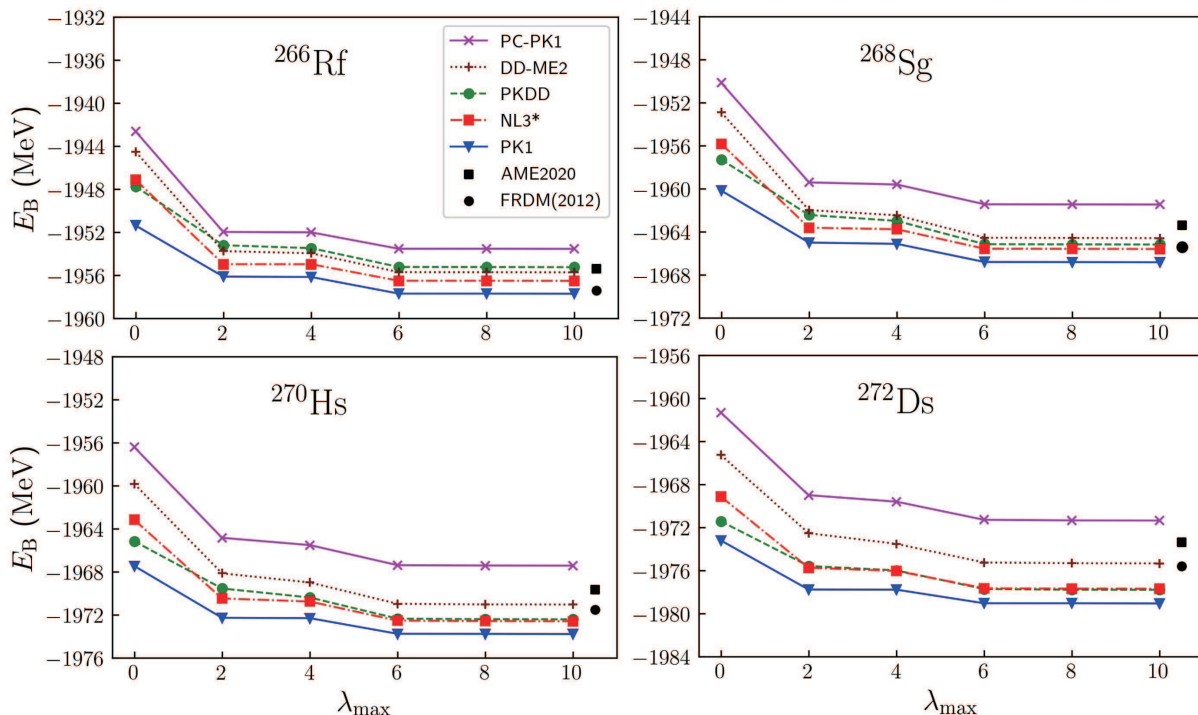 −1932
−1936
−1940
−1944
−1948
−1952
−1956
−1960
E_B (MeV)
^266Rf
PC-PK1
DD-ME2
PKDD
NL3*
PK1
AME2020
FRDM(2012)
0 2 4 6 8 10
−1944
−1948
−1952
−1956
−1960
−1964
−1968
−1972
^268Sg
0 2 4 6 8 10
−1948
−1952
−1956
−1960
−1964
−1968
−1972
−1976
E_B (MeV)
^270Hs
0 2 4 6 8 10
λ_max
−1956
−1960
−1964
−1968
−1972
−1976
−1980
−1984
^272Ds
0 2 4 6 8 10
λ_max